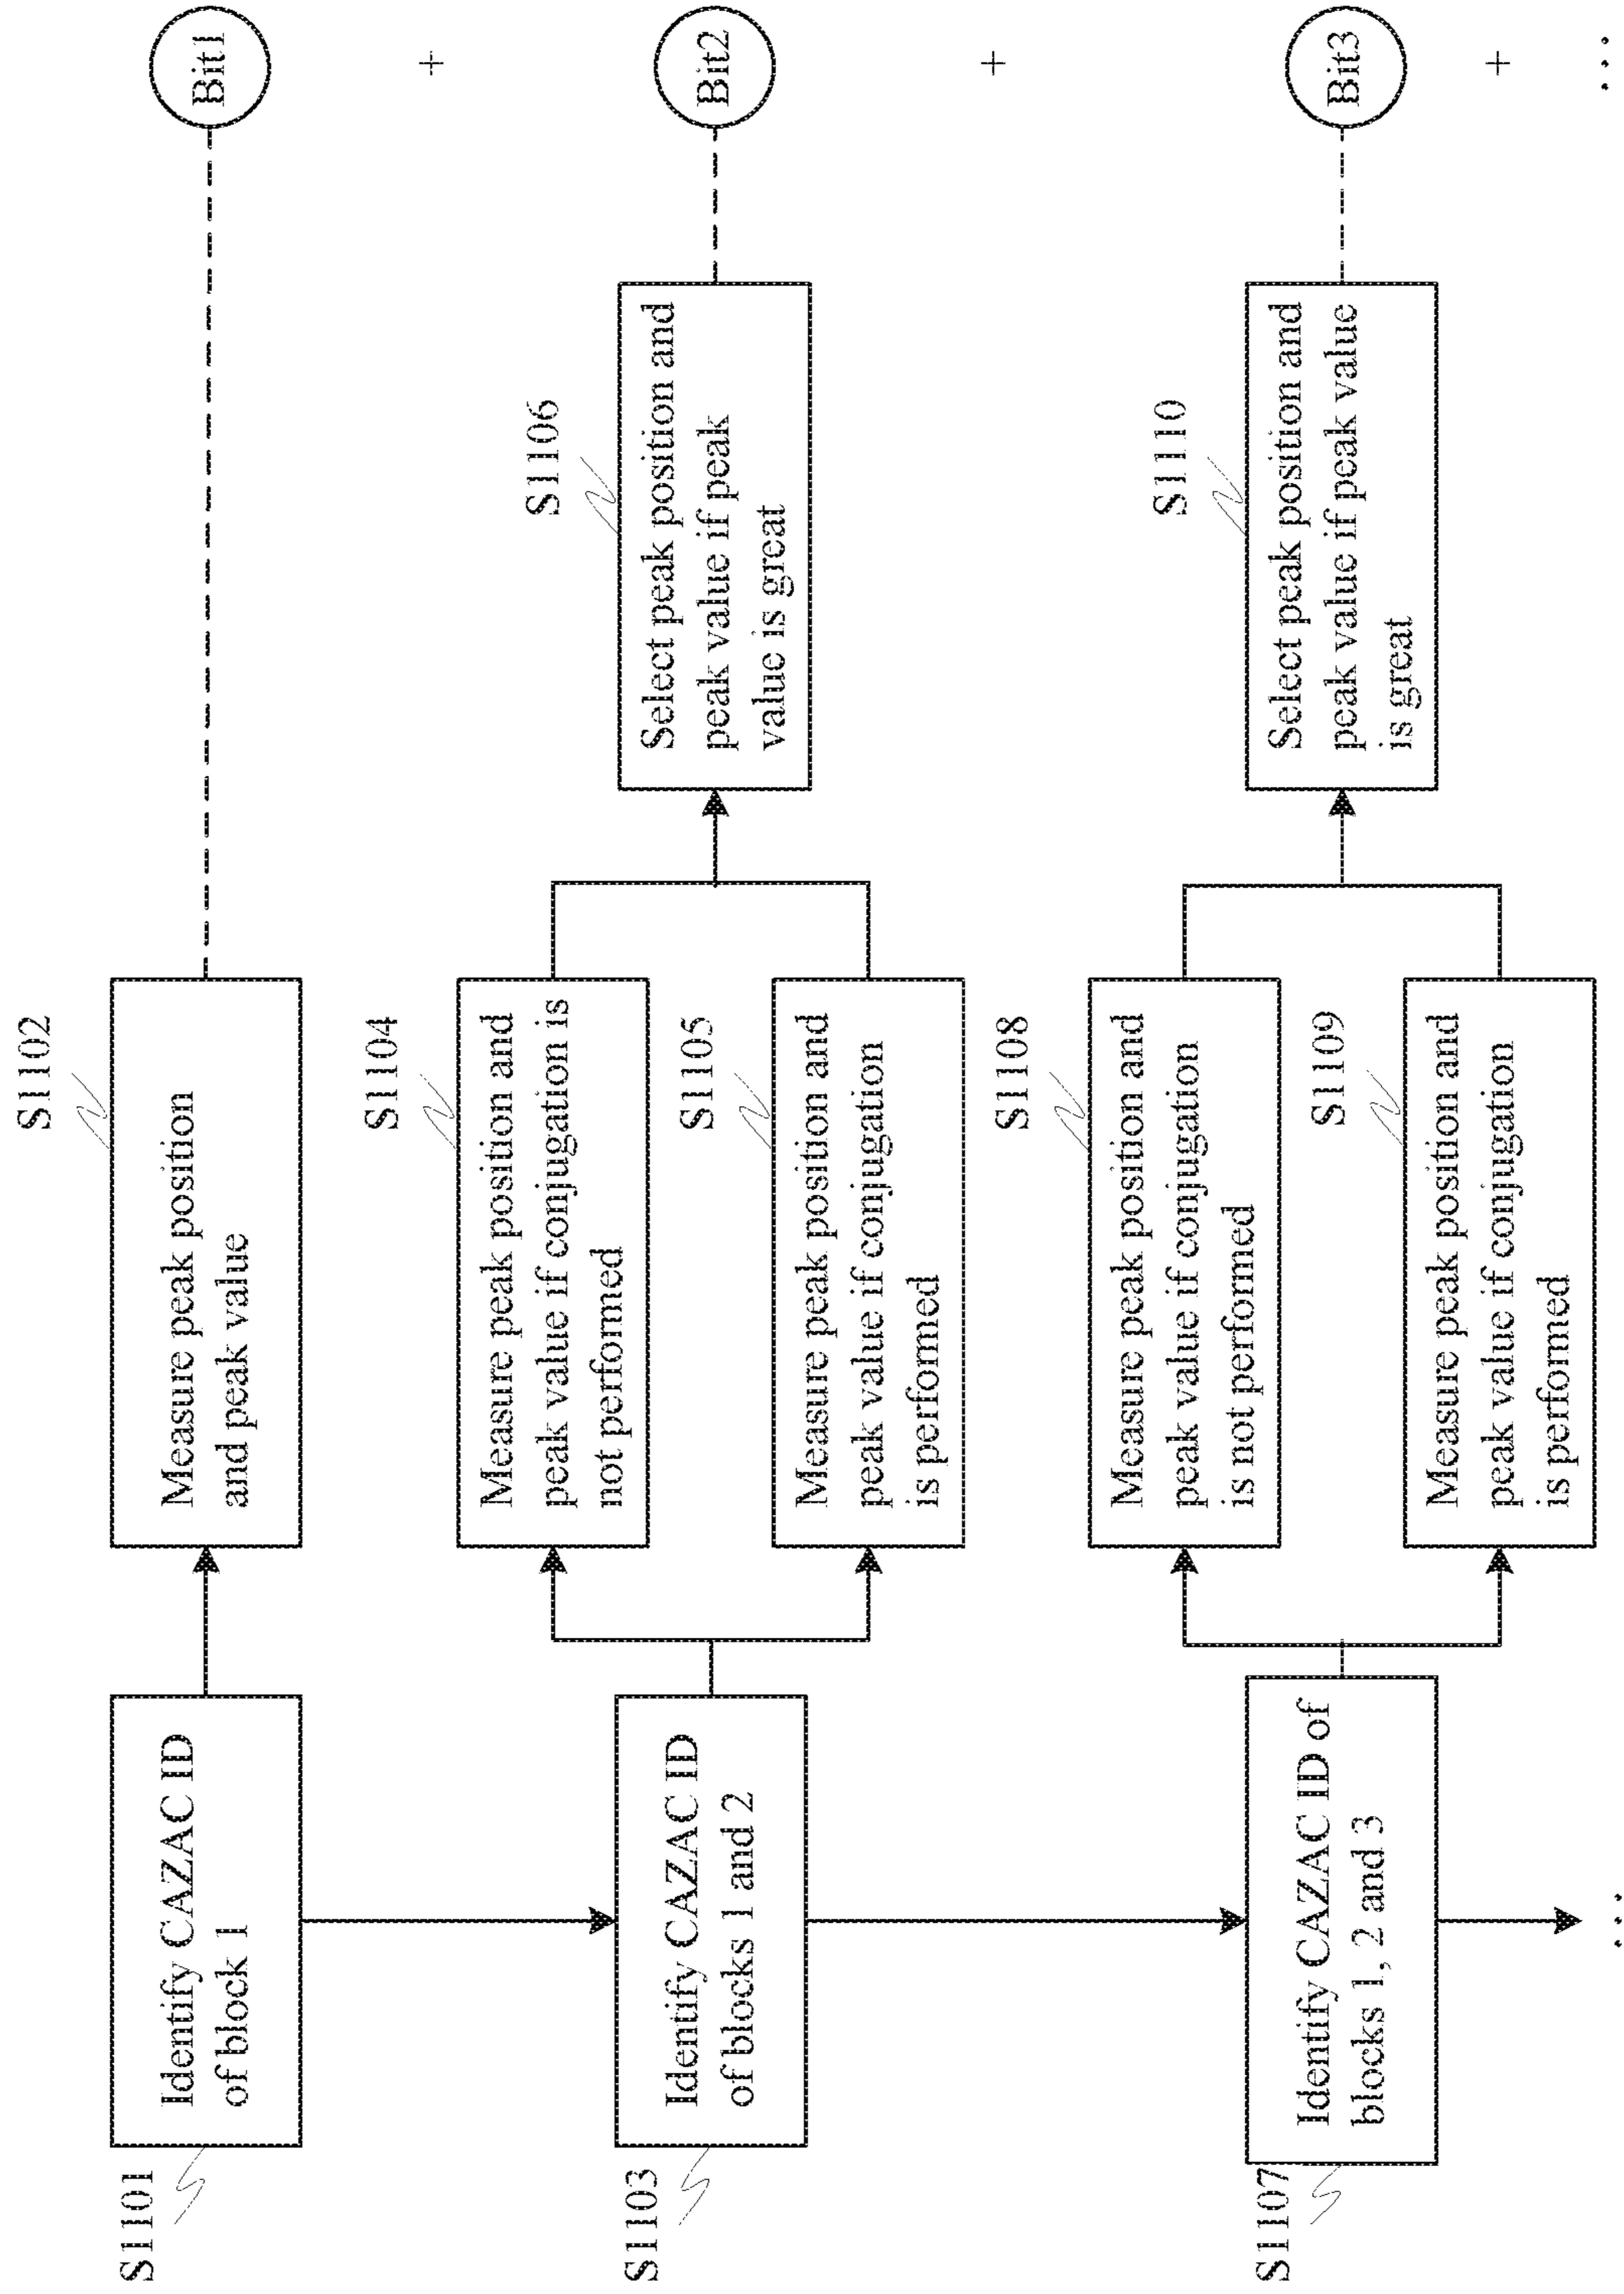 S1101
Identify CAZAC ID
of block 1
S1102
Measure peak position
and peak value
Bit1
+
S1103
Identify CAZAC ID
of blocks 1 and 2
S1104
Measure peak position and
peak value if conjugation is
not performed
S1105
Measure peak position and
peak value if conjugation
is performed
S1106
Select peak position and
peak value if peak
value is great
Bit2
+
S1107
Identify CAZAC ID of
blocks 1, 2 and 3
S1108
Measure peak position and
peak value if conjugation
is not performed
S1109
Measure peak position and
peak value if conjugation
is performed
S1110
Select peak position and
peak value if peak value
is great
Bit3
+
...
...